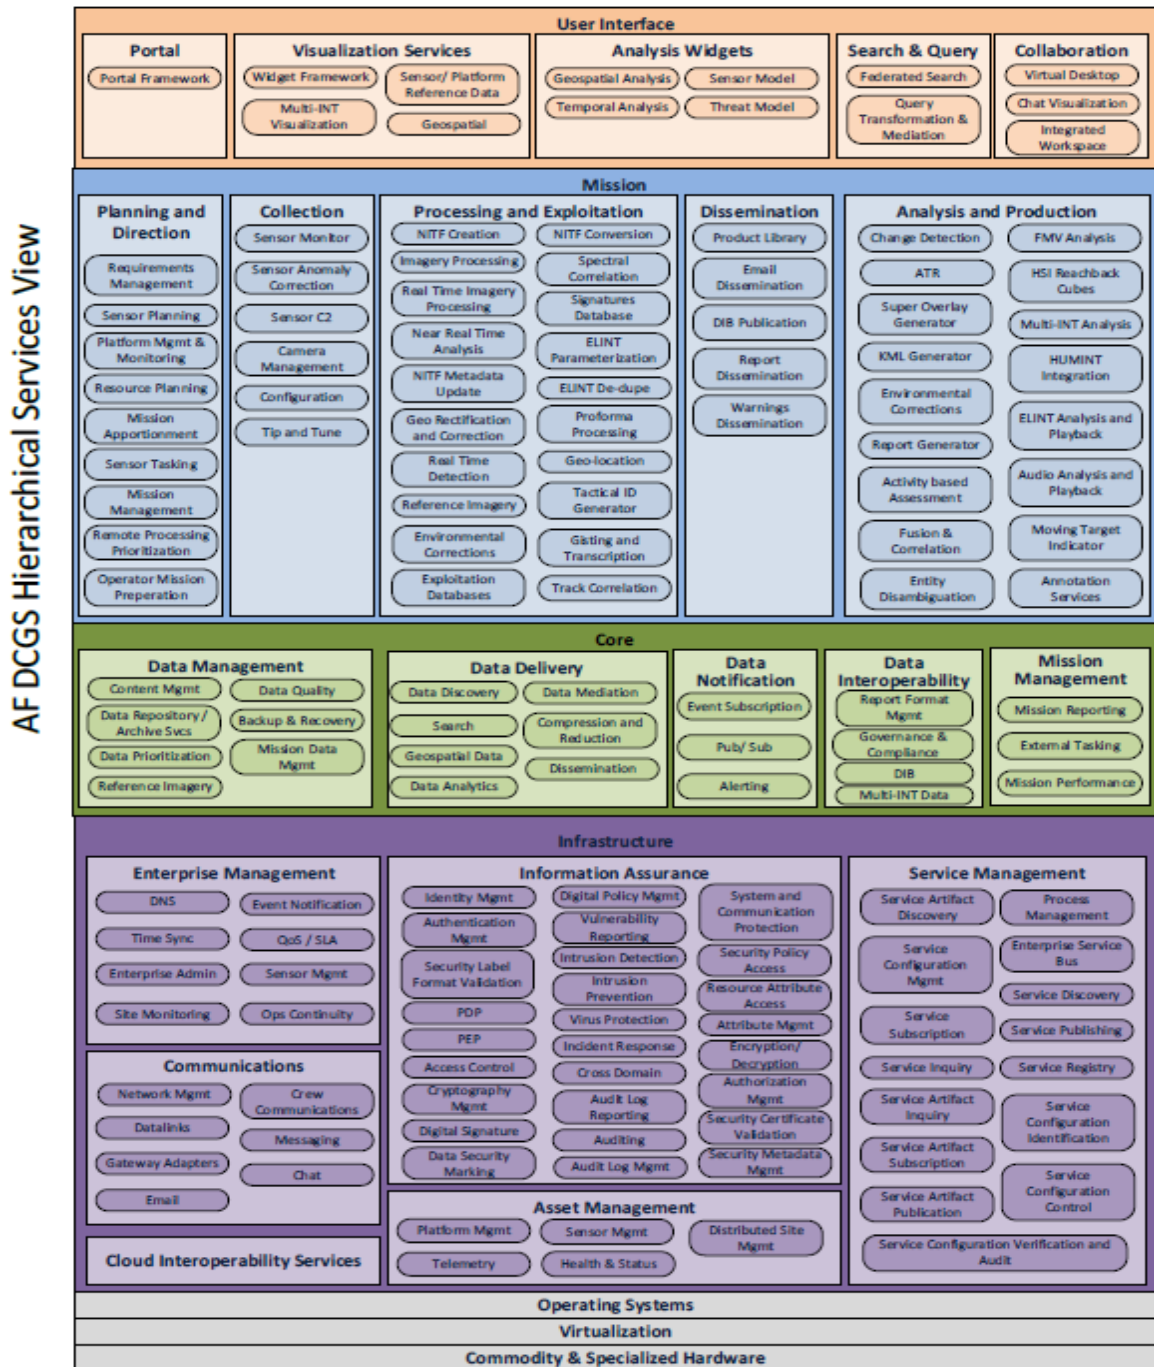 AF DCGS Hierarchical Services View
User Interface
Portal
Portal Framework
Visualization Services
Widget Framework
Multi-INT
Visualization
Sensor/ Platform
Reference Data
Geospatial
Analysis Widgets
Geospatial Analysis
Temporal Analysis
Sensor Model
Threat Model
Search & Query
Federated Search
Query
Transformation &
Mediation
Collaboration
Virtual Desktop
Chat Visualization
Integrated
Workspace
Mission
Planning and
Direction
Requirements
Management
Sensor Planning
Platform Mgmt &
Monitoring
Resource Planning
Mission
Apportionment
Sensor Tasking
Mission
Management
Remote Processing
Prioritization
Operator Mission
Preperation
Collection
Sensor Monitor
Sensor Anomaly
Correction
Sensor C2
Camera
Management
Configuration
Tip and Tune
Processing and Exploitation
NITF Creation
Imagery Processing
Real Time Imagery
Processing
Near Real Time
Analysis
NITF Metadata
Update
Geo Rectification
and Correction
Real Time
Detection
Reference Imagery
Environmental
Corrections
Exploitation
Databases
NITF Conversion
Spectral
Correlation
Signatures
Database
ELINT
Parameterization
ELINT De-dupe
Proforma
Processing
Geo-location
Tactical ID
Generator
Gisting and
Transcription
Track Correlation
Dissemination
Product Library
Email
Dissemination
DIB Publication
Report
Dissemination
Warnings
Dissemination
Analysis and Production
Change Detection
ATR
Super Overlay
Generator
KML Generator
Environmental
Corrections
Report Generator
Activity based
Assessment
Fusion &
Correlation
Entity
Disambiguation
FMV Analysis
HSI Reachback
Cubes
Multi-INT Analysis
HUMINT
Integration
ELINT Analysis and
Playback
Audio Analysis and
Playback
Moving Target
Indicator
Annotation
Services
Core
Data Management
Content Mgmt
Data Repository /
Archive Svcs
Data Prioritization
Reference Imagery
Data Quality
Backup & Recovery
Mission Data
Mgmt
Data Delivery
Data Discovery
Search
Geospatial Data
Data Analytics
Data Mediation
Compression and
Reduction
Dissemination
Data
Notification
Event Subscription
Pub/ Sub
Alerting
Data
Interoperability
Report Format
Mgmt
Governance &
Compliance
DIB
Multi-INT Data
Mission
Management
Mission Reporting
External Tasking
Mission Performance
Infrastructure
Enterprise Management
DNS
Time Sync
Enterprise Admin
Site Monitoring
Event Notification
QoS / SLA
Sensor Mgmt
Ops Continuity
Communications
Network Mgmt
Datalinks
Gateway Adapters
Email
Crew
Communications
Messaging
Chat
Cloud Interoperability Services
Information Assurance
Identity Mgmt
Authentication
Mgmt
Security Label
Format Validation
PDP
PEP
Access Control
Cryptography
Mgmt
Digital Signature
Data Security
Marking
Digital Policy Mgmt
Vulnerability
Reporting
Intrusion Detection
Intrusion
Prevention
Virus Protection
Incident Response
Cross Domain
Audit Log
Reporting
Auditing
Audit Log Mgmt
System and
Communication
Protection
Security Policy
Access
Resource Attribute
Access
Attribute Mgmt
Encryption/
Decryption
Authorization
Mgmt
Security Certificate
Validation
Security Metadata
Mgmt
Asset Management
Platform Mgmt
Telemetry
Sensor Mgmt
Health & Status
Distributed Site
Mgmt
Service Management
Service Artifact
Discovery
Service
Configuration
Mgmt
Service
Subscription
Service Inquiry
Service Artifact
Inquiry
Service Artifact
Subscription
Service Artifact
Publication
Process
Management
Enterprise Service
Bus
Service Discovery
Service Publishing
Service Registry
Service
Configuration
Identification
Service
Configuration
Control
Service Configuration Verification and
Audit
Operating Systems
Virtualization
Commodity & Specialized Hardware